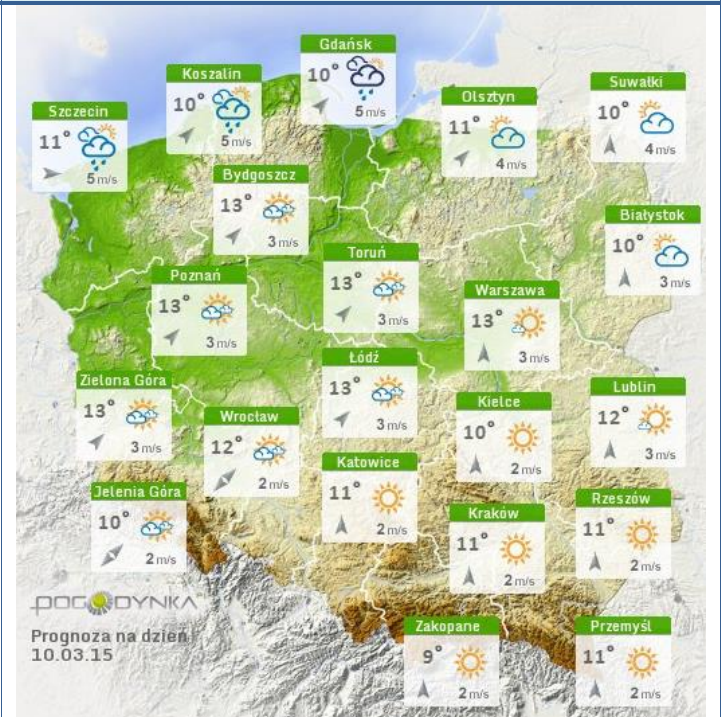 Gdańsk
10°
5 m/s
Koszalin
10°
5 m/s
Szczecin
11°
5 m/s
Olsztyn
11°
4 m/s
Suwałki
10°
4 m/s
Bydgoszcz
13°
3 m/s
Białystok
10°
3 m/s
Toruń
13°
3 m/s
Poznań
13°
3 m/s
Warszawa
13°
3 m/s
Łódź
13°
3 m/s
Zielona Góra
13°
3 m/s
Wrocław
12°
2 m/s
Kielce
10°
2 m/s
Lublin
12°
3 m/s
Katowice
11°
2 m/s
Jelenia Góra
10°
2 m/s
Kraków
11°
2 m/s
Rzeszów
11°
2 m/s
Zakopane
9°
2 m/s
Przemyśl
11°
2 m/s
POGODYNKA
Prognoza na dzień
10.03.15